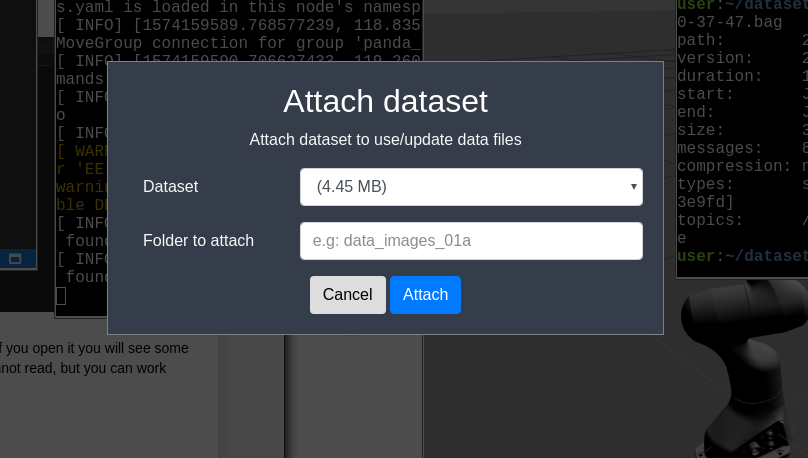 s.yaml is loaded in this node's namesp
[ INFO] [1574159589.768577239, 118.835
MoveGroup connection for group 'panda_
[ INFO] [1574159590.706627433, 119.260
mands
[ INFO
o
[ INFO
[ WARN
r 'EE
warnin
ble DE
[ INFO
 found
[ INFO
 found
Attach dataset
Attach dataset to use/update data files
Dataset
(4.45 MB)
Folder to attach
e.g: data_images_01a
Cancel
Attach
user:~/dataset
0-37-47.bag
path: 2
version: 2
duration: 1
start: J
end: J
size: 3
messages: 8
compression: n
types: s
3e9fd]
topics: /
e
user:~/dataset
f you open it you will see some
nnot read, but you can work